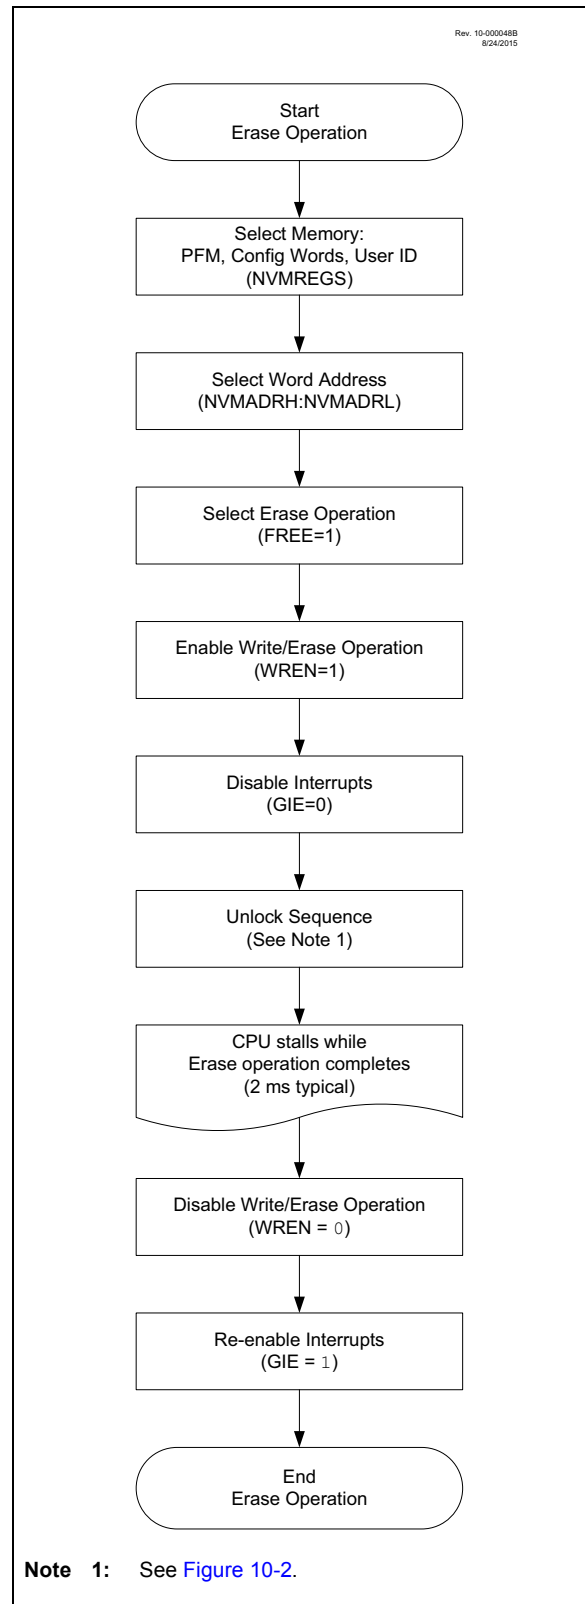 Rev. 10-000048B
8/24/2015
Start
Erase Operation
Select Memory:
PFM, Config Words, User ID
(NVMREGS)
Select Word Address
(NVMADRH:NVMADRL)
Select Erase Operation
(FREE=1)
Enable Write/Erase Operation
(WREN=1)
Disable Interrupts
(GIE=0)
Unlock Sequence
(See Note 1)
CPU stalls while
Erase operation completes
(2 ms typical)
Disable Write/Erase Operation
(WREN = 0)
Re-enable Interrupts
(GIE = 1)
End
Erase Operation
Note 1: See Figure 10-2.